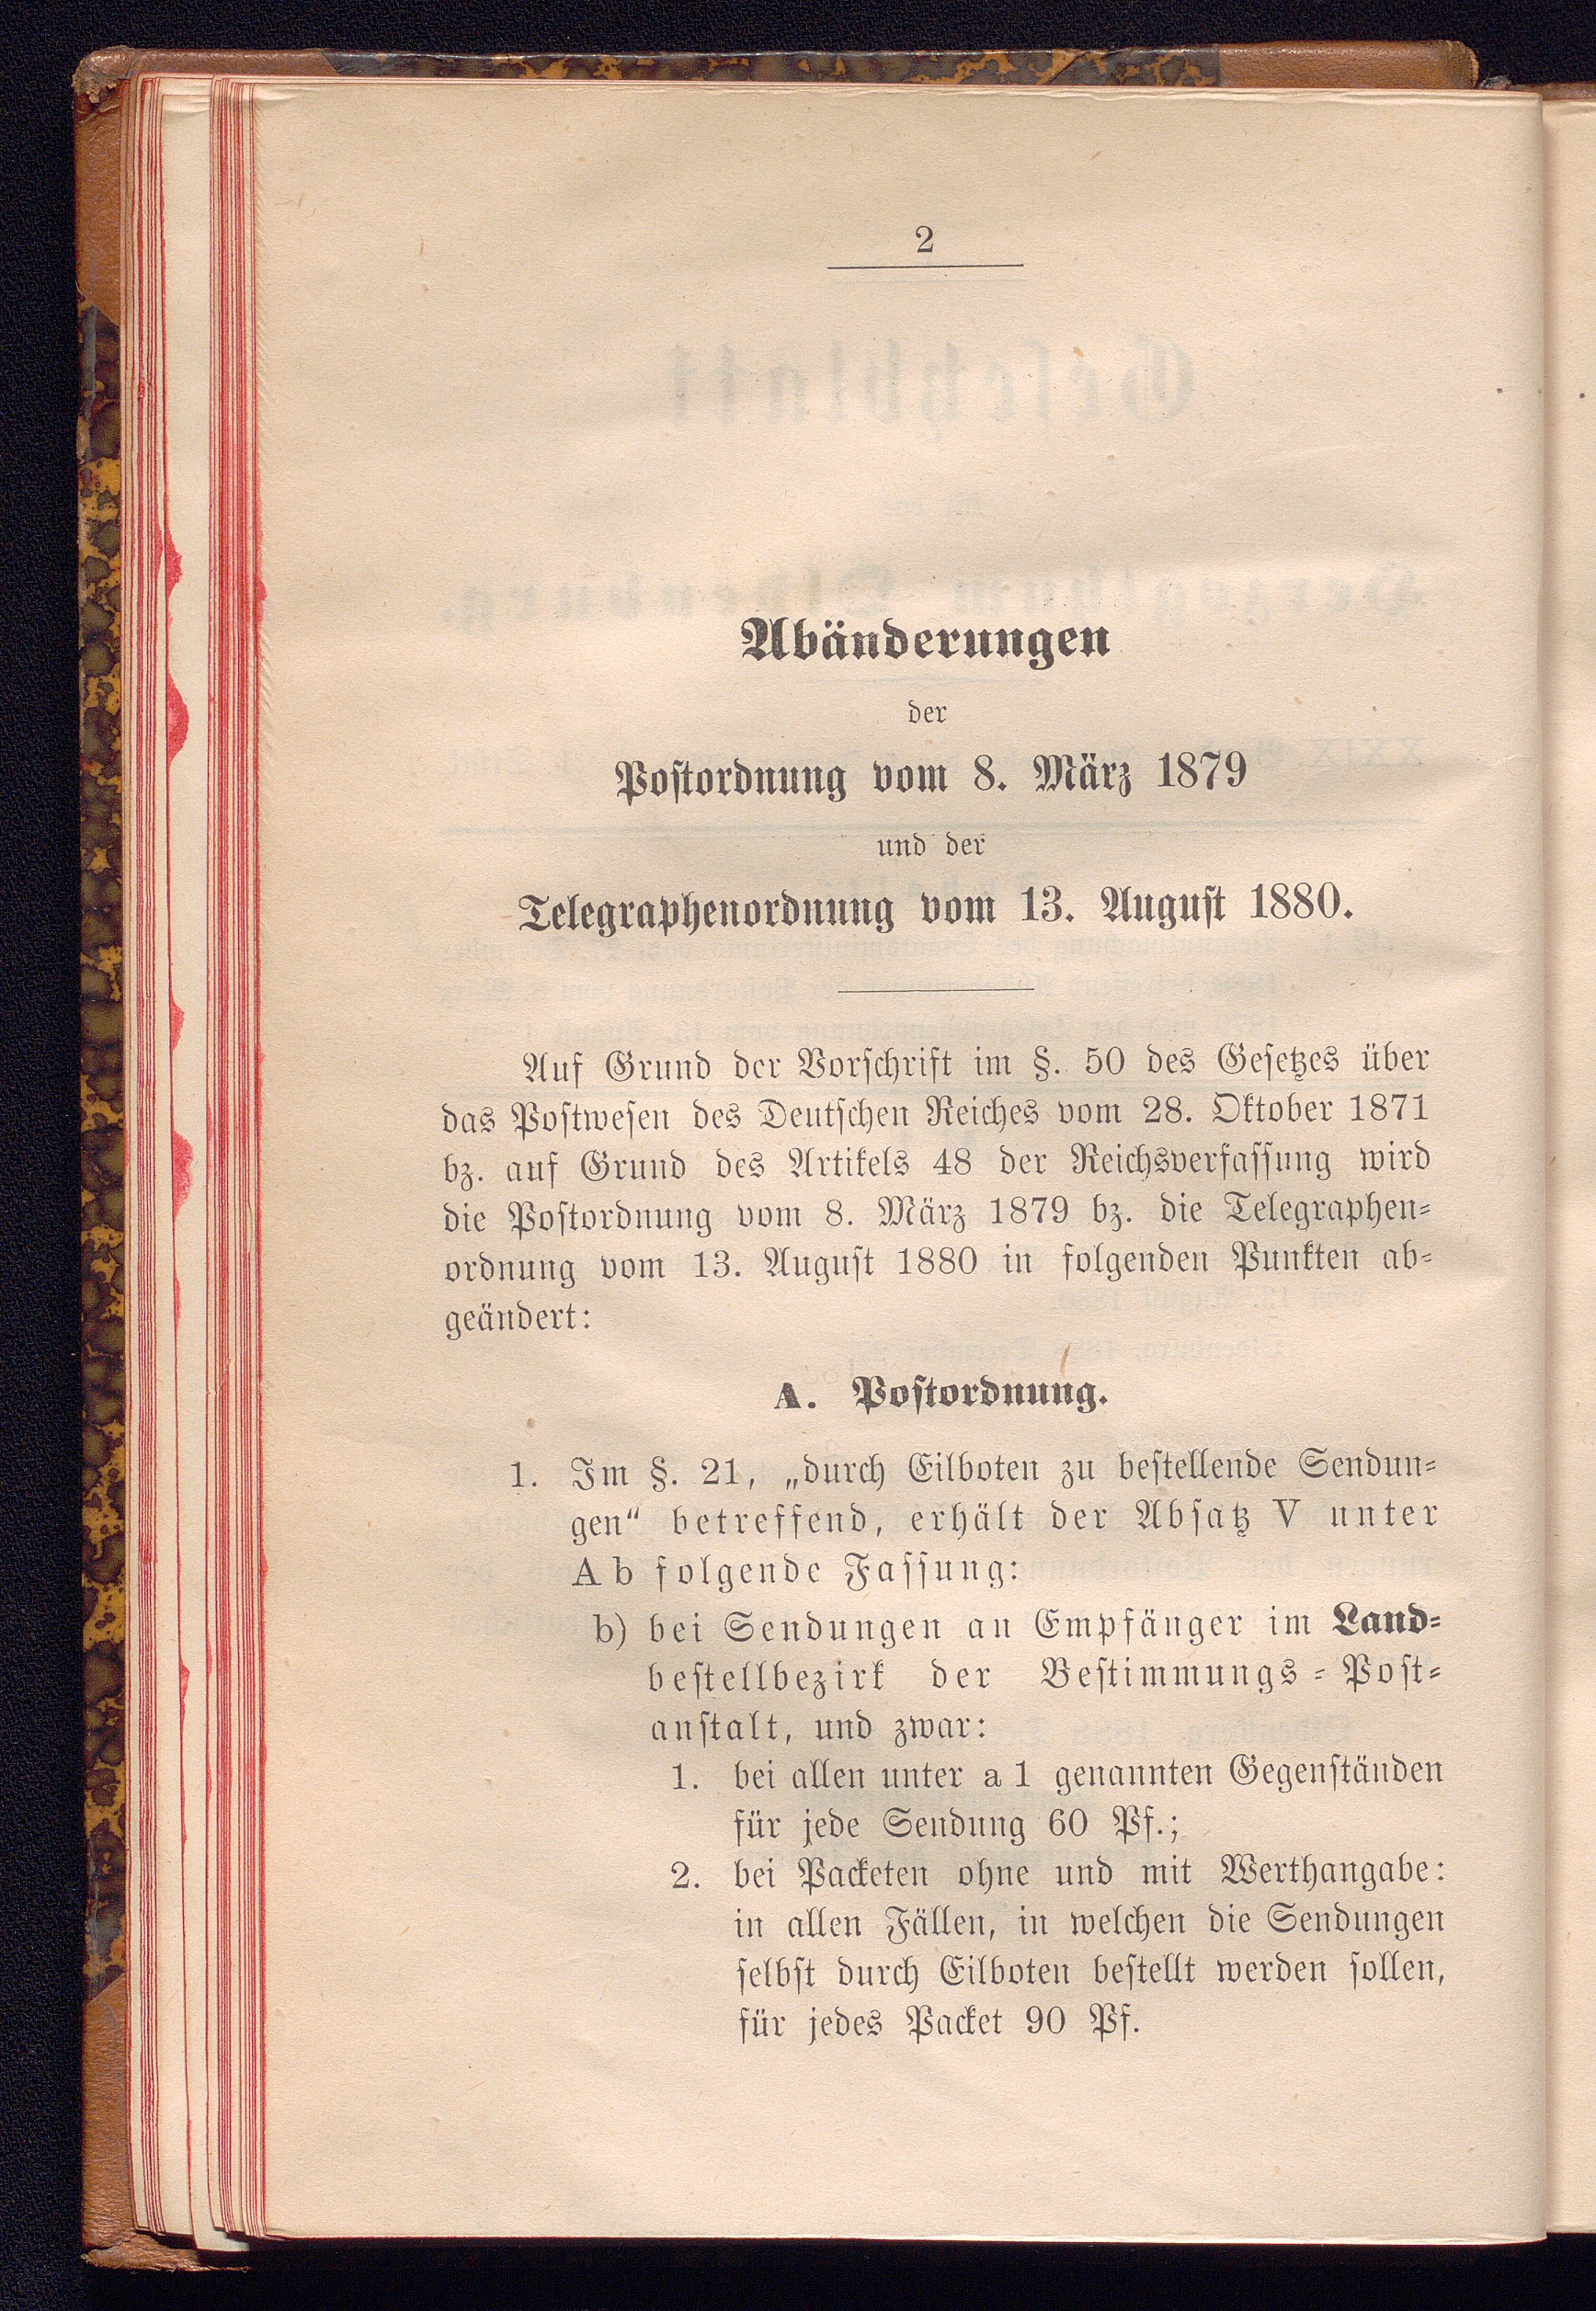 2
Abänderungen
der
Postordnung vom 8. März 1879
und der
Telegraphenordnung vom 13. August 1880.
Auf Grund der Vorschrift im §. 50 des Gesetzes über
das Postwesen des Deutschen Reiches vom 28. Oktober 1871
bz. auf Grund des Artikels 48 der Reichsverfassung wird
die Postordnung vom 8. März 1879 bz. die Telegraphen-
ordnung vom 13. August 1880 in folgenden Punkten ab-
geändert:
A. Postordnung.
1. Im §. 21, „durch Eilboten zu bestellende Sendun-
gen“ betreffend, erhält der Absatz V unter
A b folgende Fassung:
b) bei Sendungen an Empfänger im Land-
bestellbezirk der Bestimmungs-Post-
anstalt, und zwar:
1. bei allen unter a 1 genannten Gegenständen
für jede Sendung 60 Pf.;
2. bei Packeten ohne und mit Werthangabe:
in allen Fällen, in welchen die Sendungen
selbst durch Eilboten bestellt werden sollen,
für jedes Packet 90 Pf.